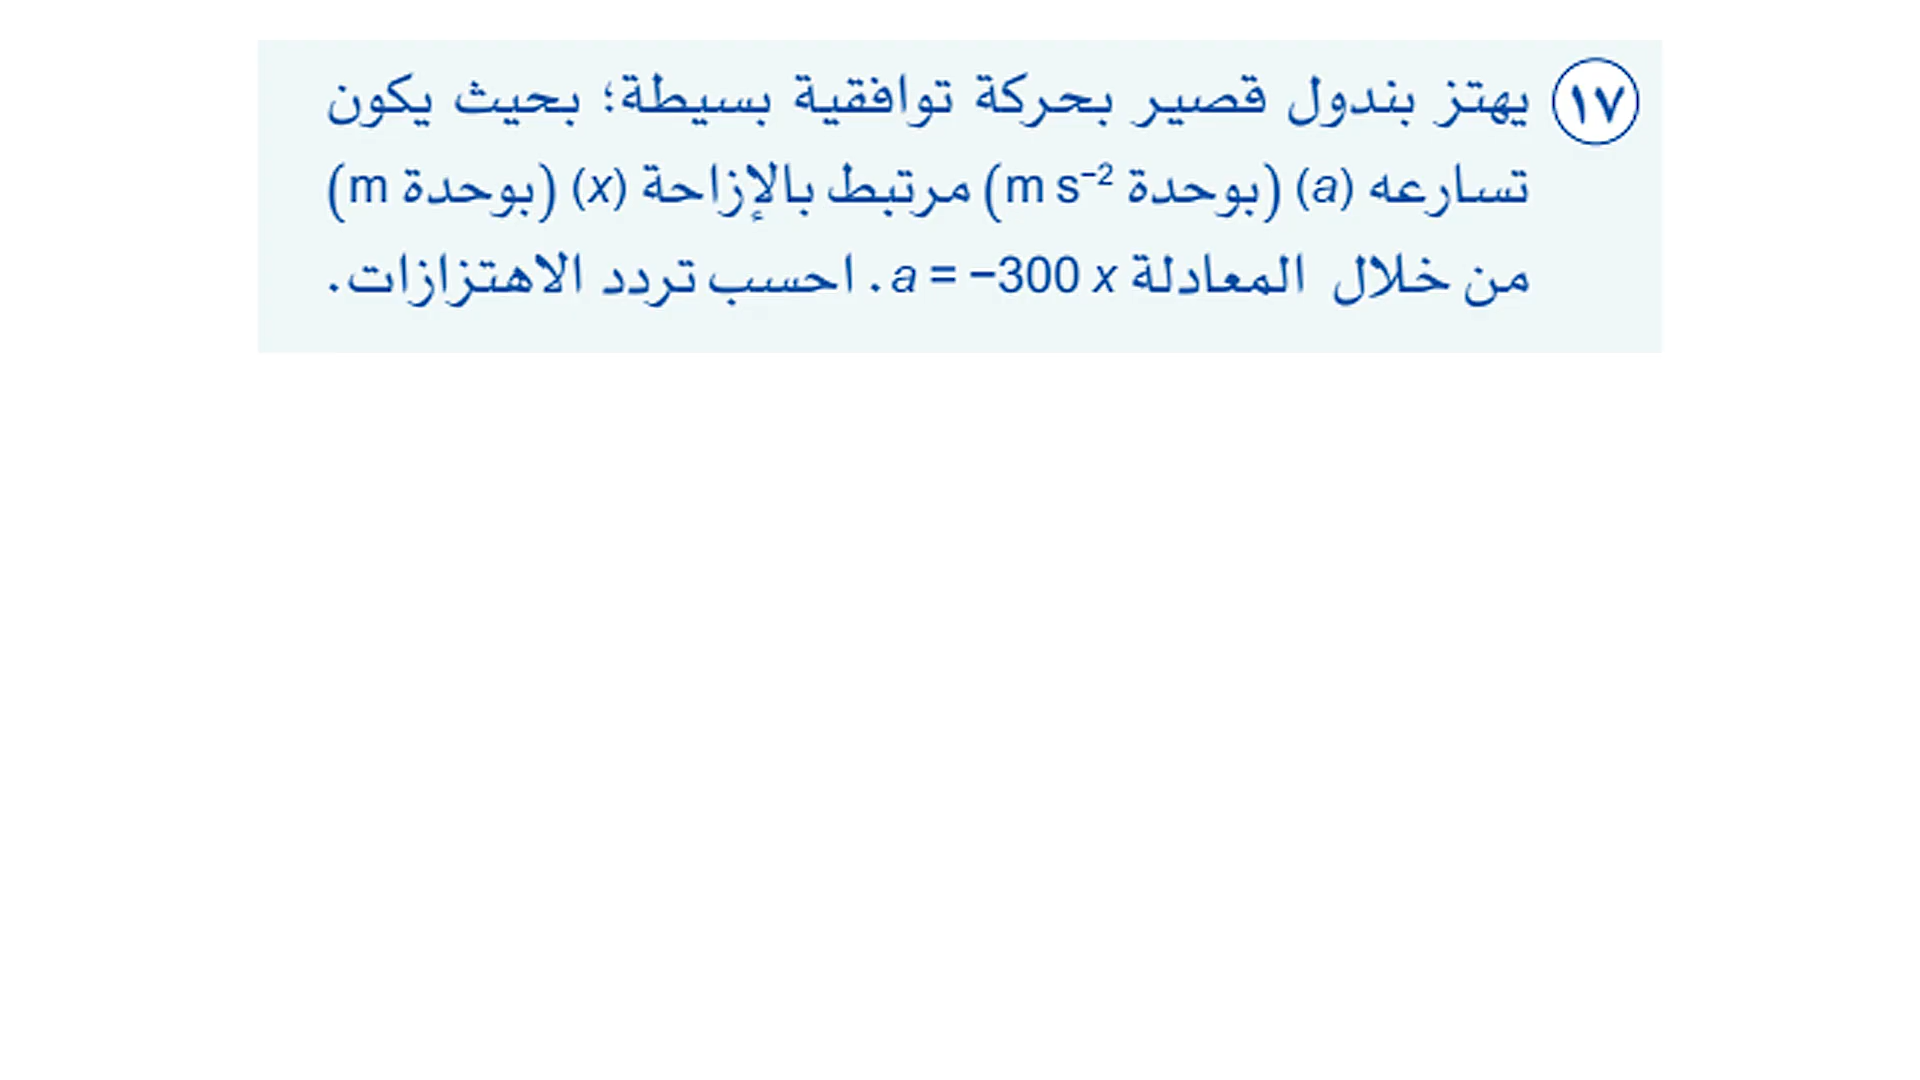 ١٧ يهتز بندول قصير بحركة توافقية بسيطة؛ بحيث يكون
تسارعه (a) (بوحدة m s⁻²) مرتبط بالإزاحة (x) (بوحدة m)
من خلال المعادلة a = −300 x. احسب تردد الاهتزازات.